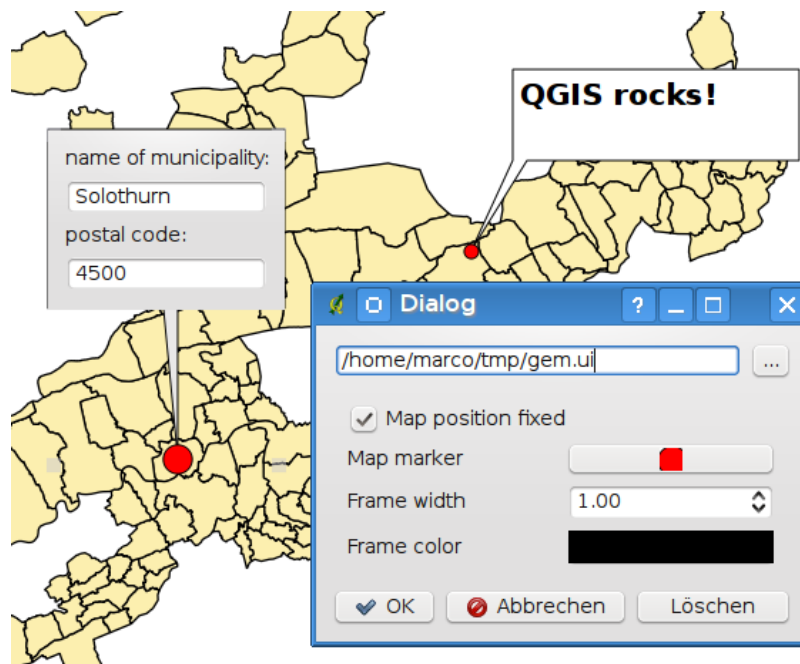 QGIS rocks!
name of municipality:
Solothurn
postal code:
4500
Dialog
?
/home/marco/tmp/gem.ui
...
Map position fixed
Map marker
Frame width
1.00
Frame color
OK
Abbrechen
Löschen